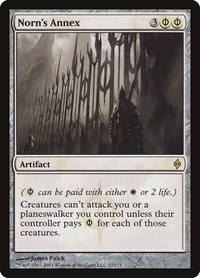 Norn's Annex 3
Artifact
( can be paid with either or 2 life.)
Creatures can't attack you or a
planeswalker you control unless their
controller pays for each of those
creatures.
James Paick